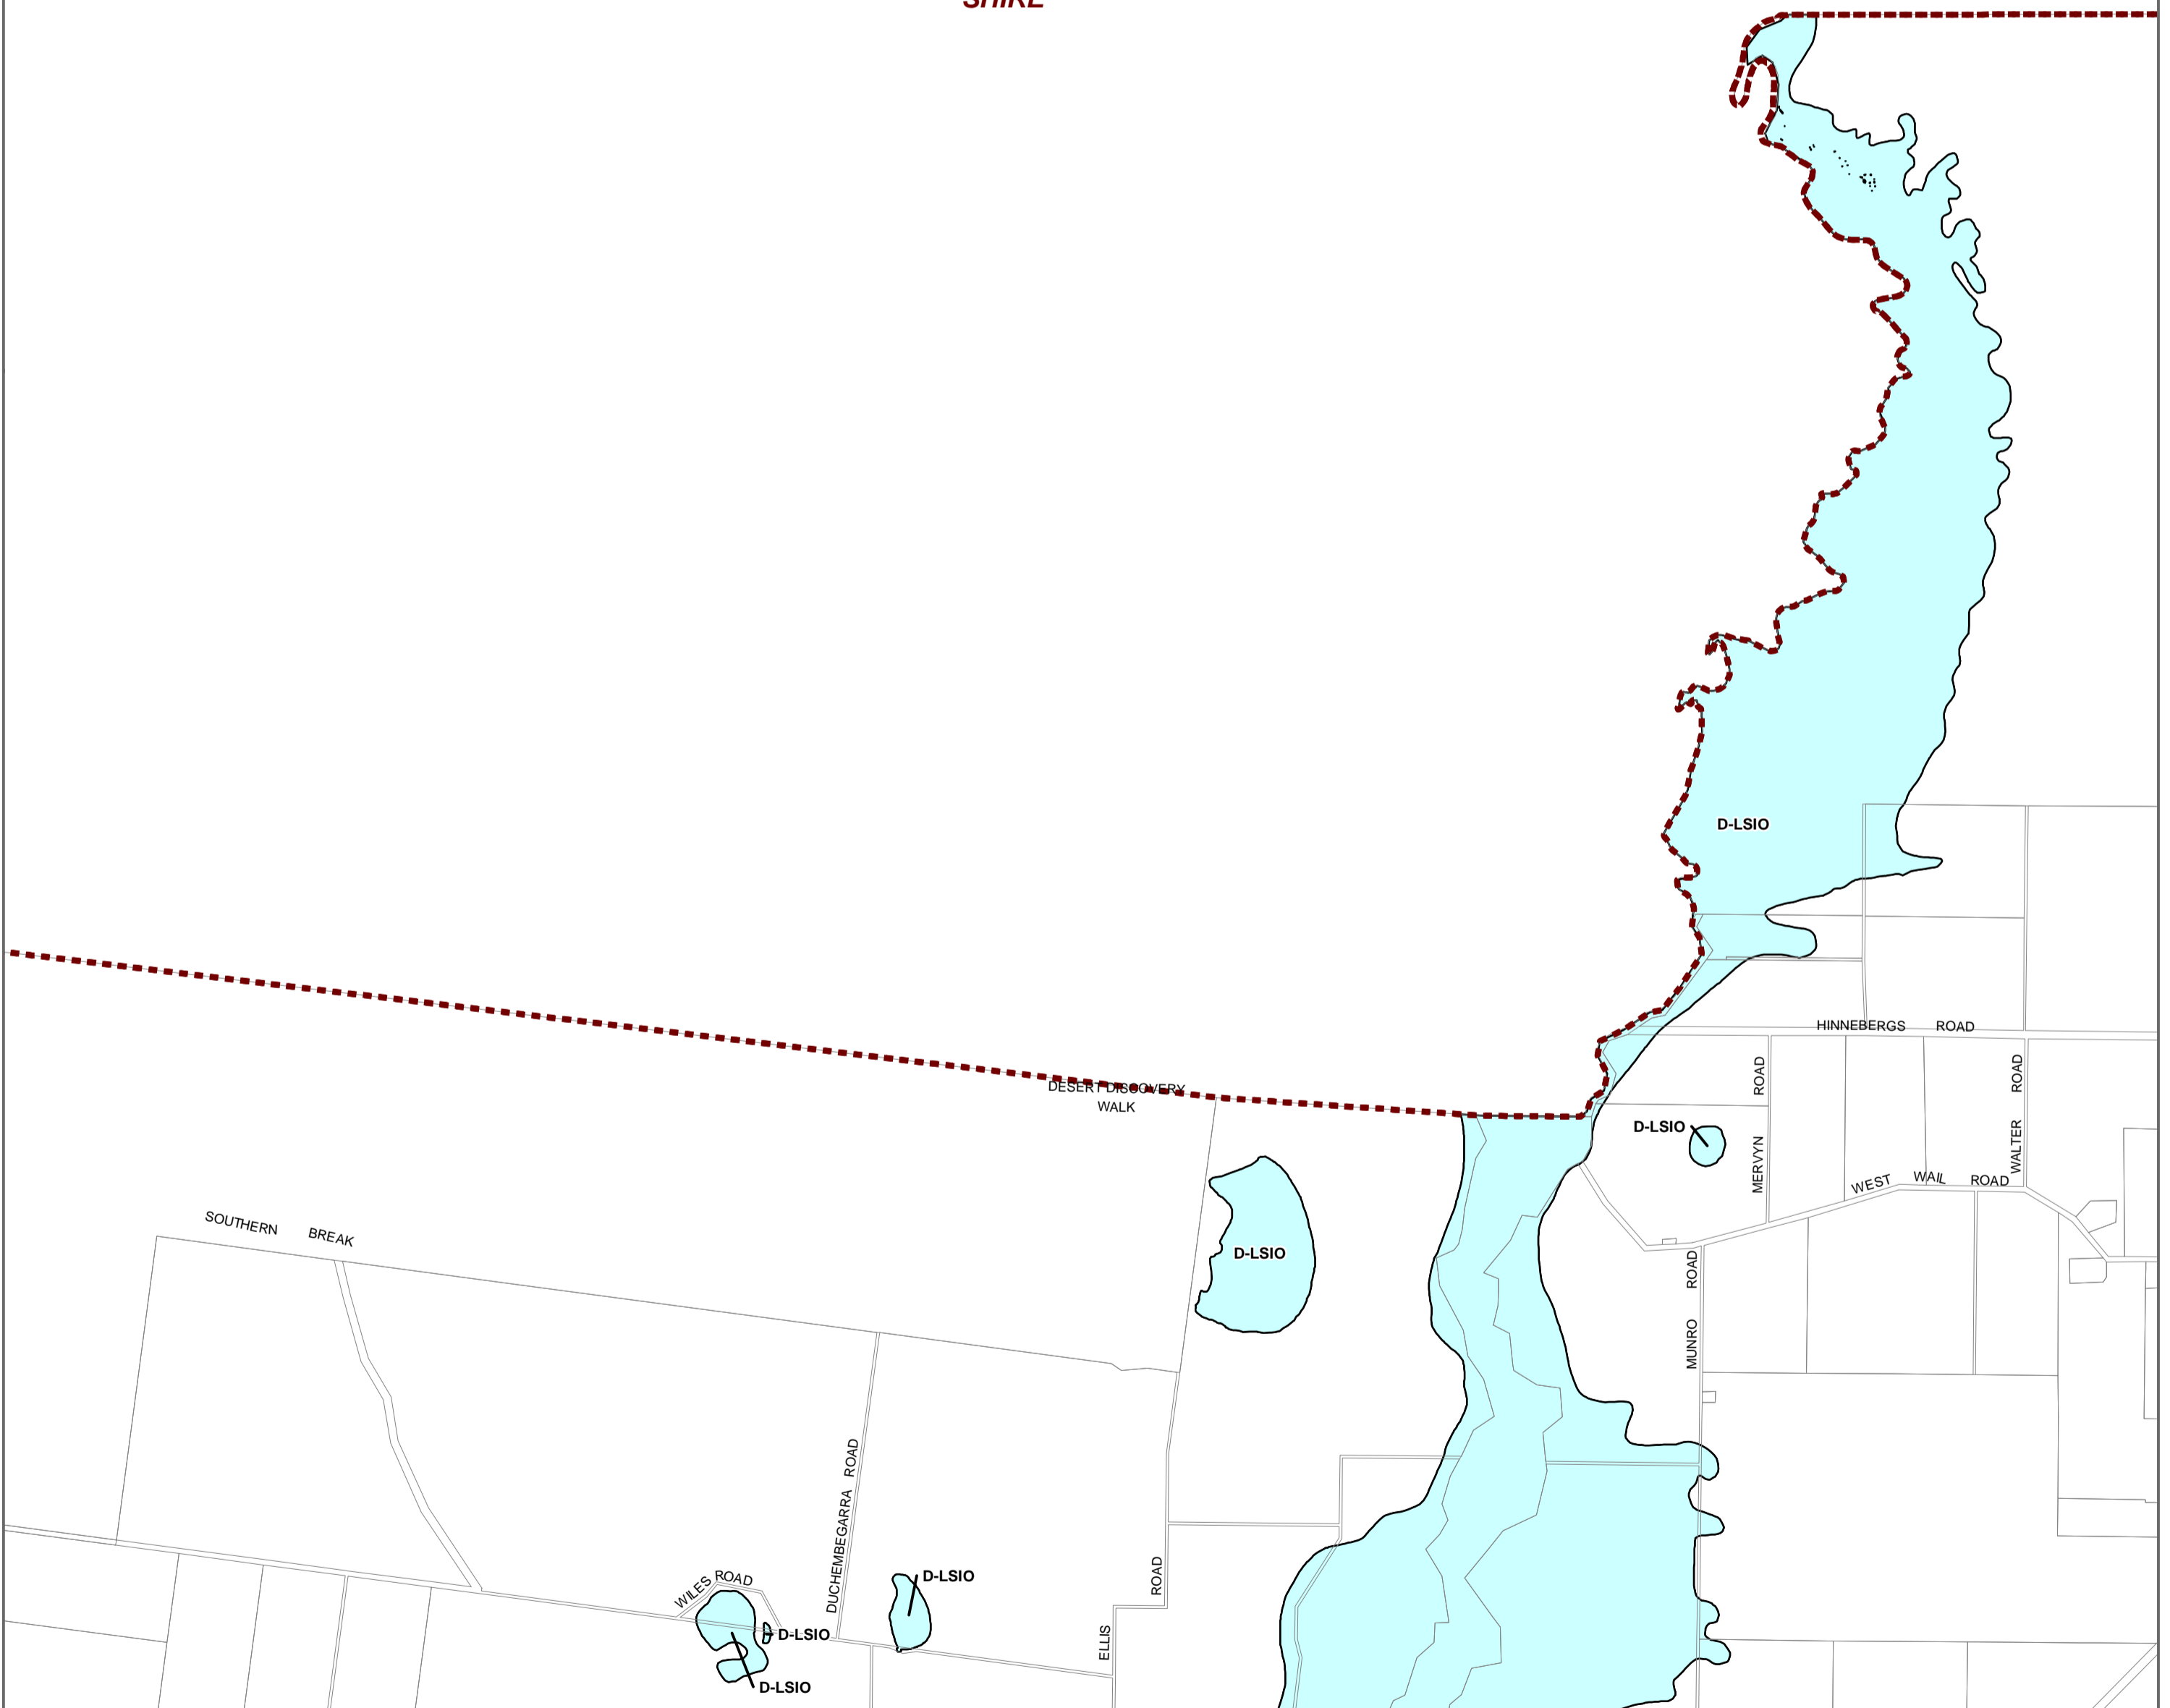 SHIRE
D-LSIO
HINNEBERGS ROAD
DESERT DISCOVERY
WALK
ROAD
MERVYN
ROAD
WALTER
D-LSIO
WEST WAIL ROAD
SOUTHERN BREAK
D-LSIO
ROAD
MUNRO
DUCHEMBEGARRA ROAD
WILES ROAD
D-LSIO
ROAD
ELLIS
D-LSIO
D-LSIO